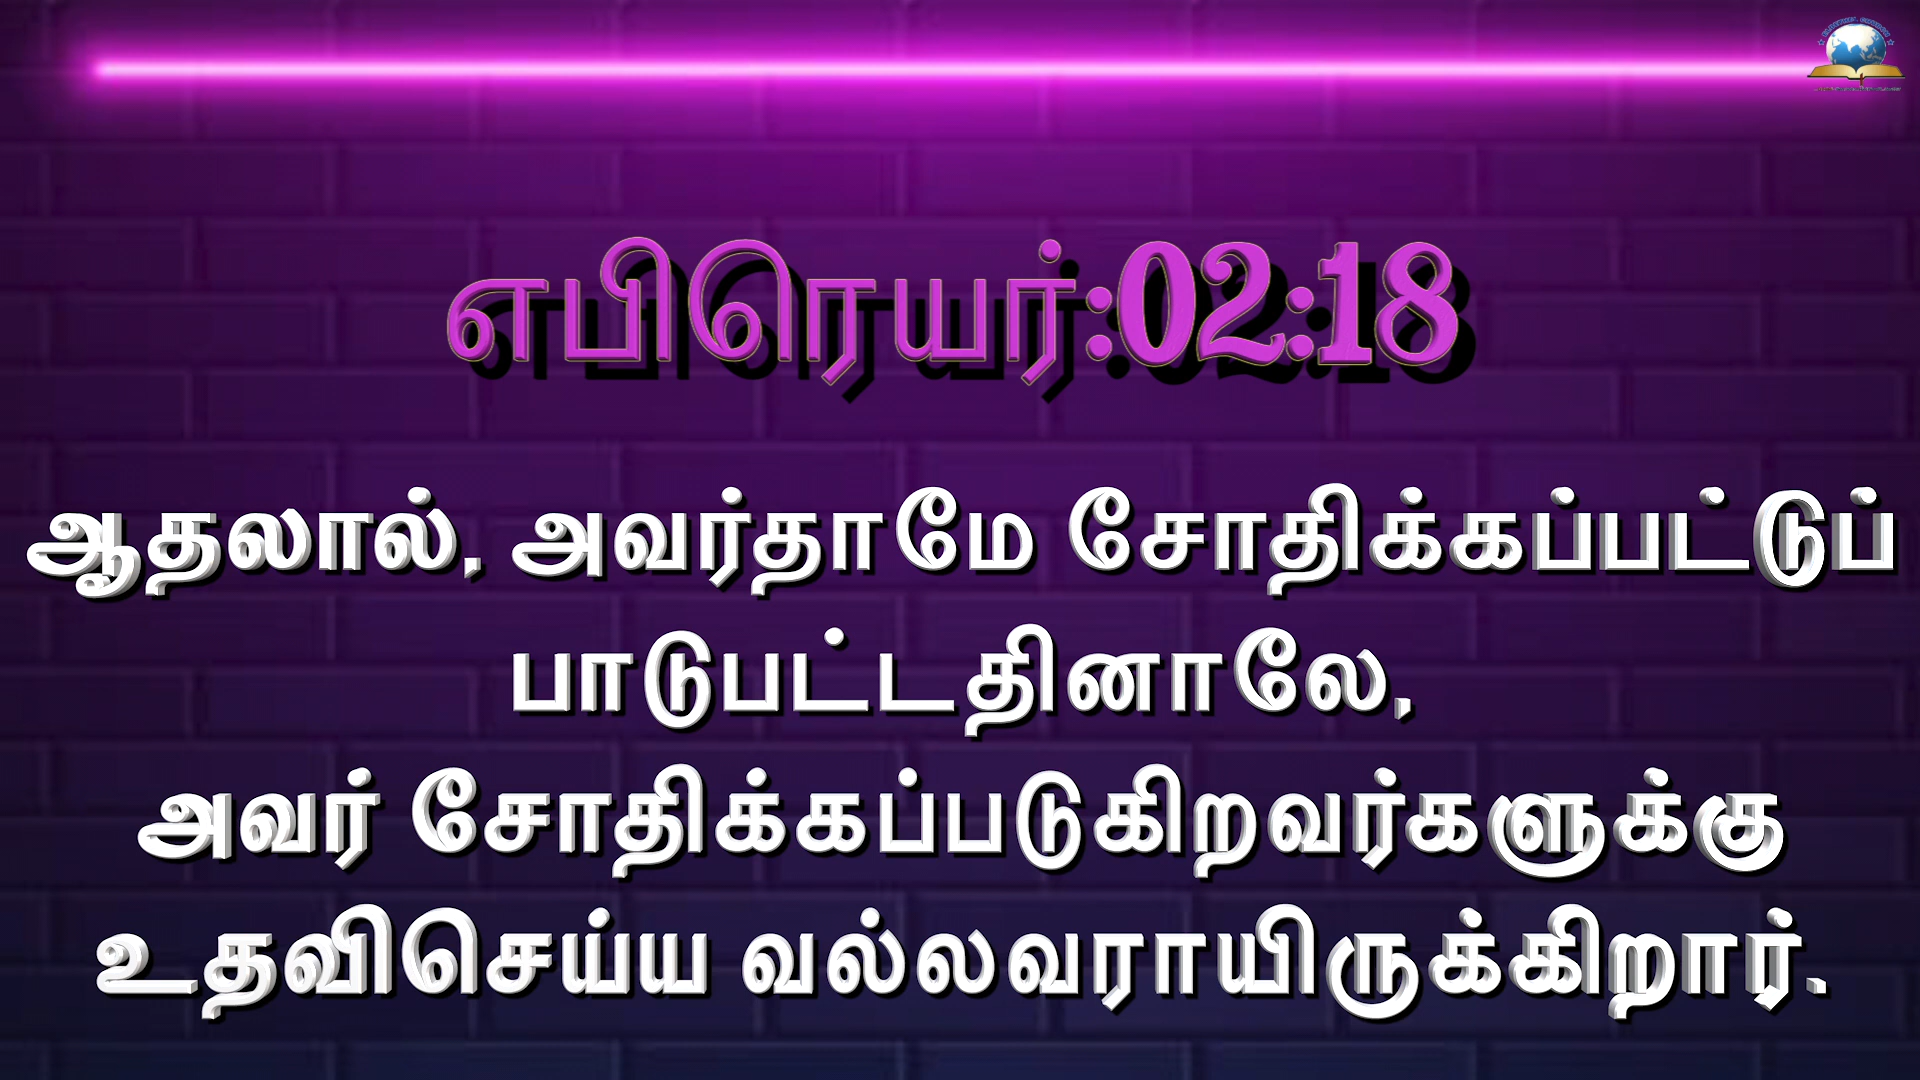 எபிரெயர்:02:18
ஆதலால், அவர்தாமே சோதிக்கப்பட்டுப்
பாடுபட்டதினாலே,
அவர் சோதிக்கப்படுகிறவர்களுக்கு
உதவிசெய்ய வல்லவராயிருக்கிறார்.